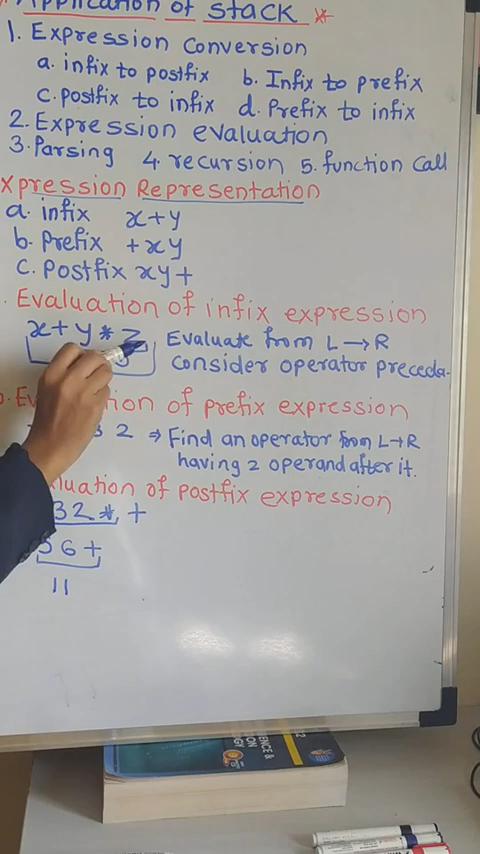 Application of stack *
1. Expression conversion
a. infix to postfix b. Infix to prefix
c. postfix to infix d. Prefix to infix
2. Expression evaluation
3. Parsing 4. recursion 5. function call
xpression Representation
a. infix x+y
b. Prefix +xy
c. Postfix xy+
. Evaluation of infix expression
x+y*z Evaluate from L→R
consider operator preceda-
of prefix expression
3 2 ⇒ Find an operator from L→R
having 2 operand after it.
luation of postfix expression
532*+
56+
11